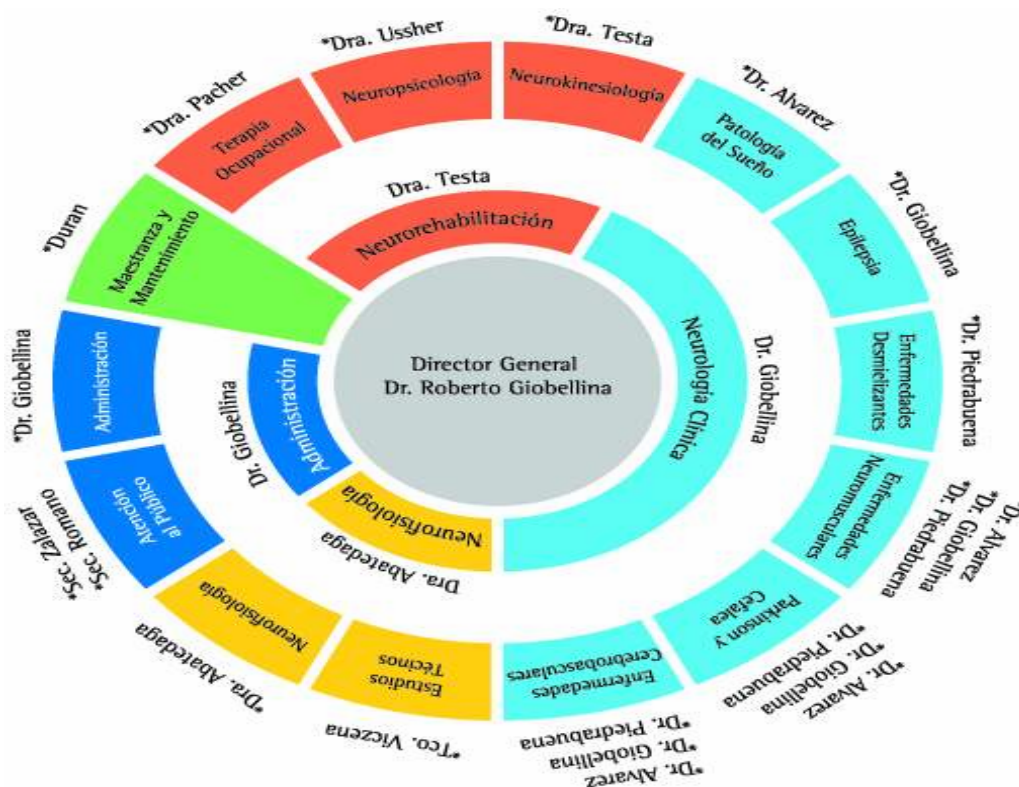 Director General
Dr. Roberto Giobellina
Dra. Testa
Neurorehabilitación
Dr. Giobellina
Neurología Clínica
Dra. Abatedaga
Neurofisiología
Dr. Giobellina
Administración
*Dra. Ussher
Neuropsicología
*Dra. Testa
Neurokinesiología
*Dr. Alvarez
Patología
del Sueño
*Dr. Giobellina
Epilepsia
*Dr. Piedrabuena
Enfermedades
Desmielizantes
Enfermedades
Neuromusculares
Dr. Alvarez
*Dr. Giobellina
*Dr. Piedrabuena
Parkinson y
Cefalea
*Dr. Alvarez
*Dr. Giobellina
*Dr. Piedrabuena
Enfermedades
Cerebrobasculares
*Dr. Alvarez
*Dr. Giobellina
*Dr. Piedrabuena
Estudios
Técinos
*Tco. Viczena
Neurofisiología
*Dra. Abatedaga
Atención
al Público
*Sec. Zalazar
*Sec. Romano
*Dr. Giobellina
Administración
*Duran
Maestranza y
Mantenimiento
*Dra. Pacher
Terapia
Ocupacional